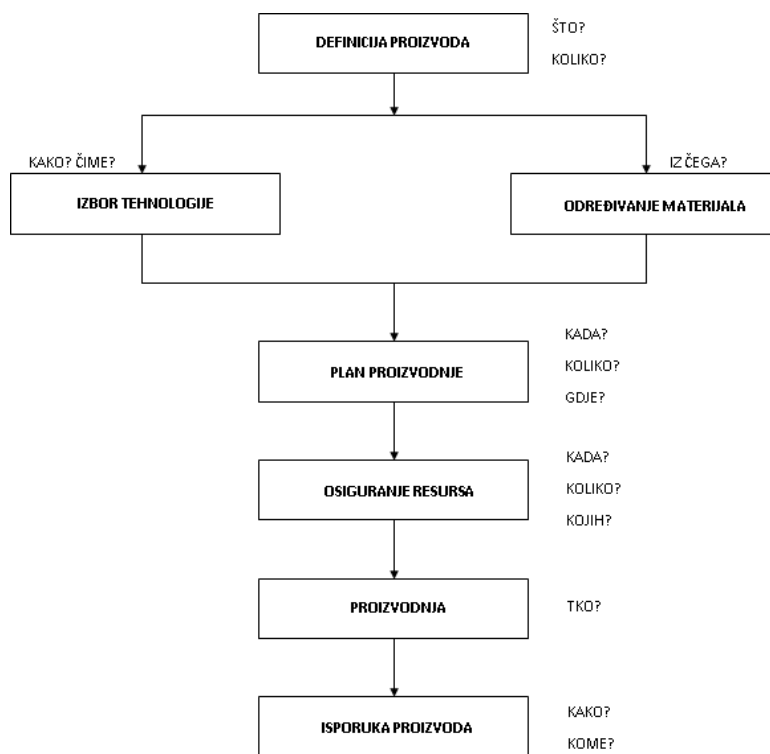 DEFINICIJA PROIZVODA
ŠTO?
KOLIKO?
KAKO? ČIME?
IZ ČEGA?
IZBOR TEHNOLOGIJE
ODREĐIVANJE MATERIJALA
PLAN PROIZVODNJE
KADA?
KOLIKO?
GDJE?
OSIGURANJE RESURSA
KADA?
KOLIKO?
KOJIH?
PROIZVODNJA
TKO?
ISPORUKA PROIZVODA
KAKO?
KOME?